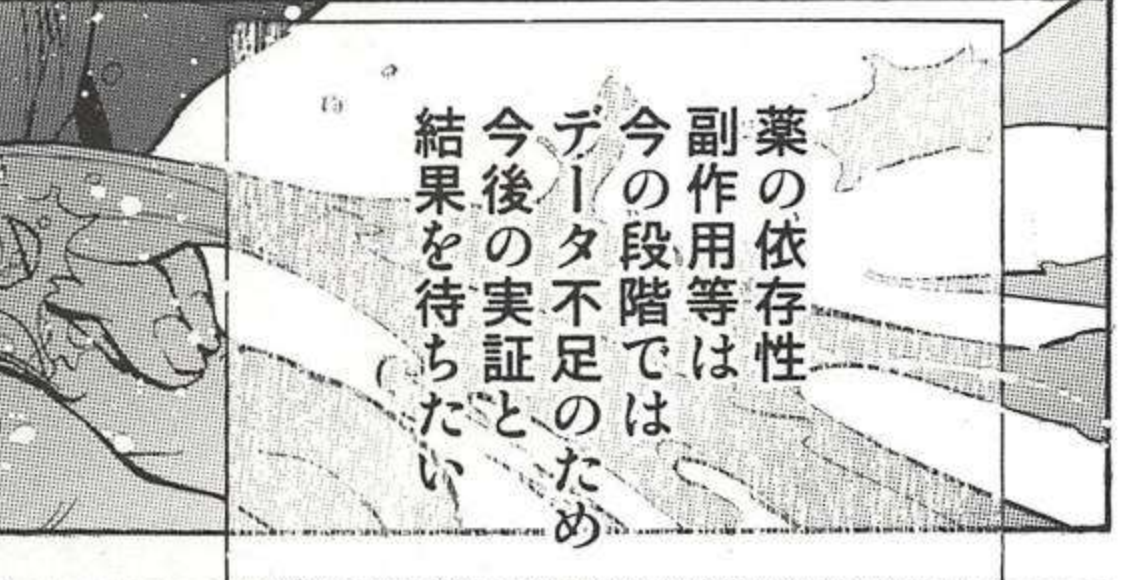 薬の依存性
副作用等は
今の段階では
データ不足のため
今後の実証と
結果を待ちたい